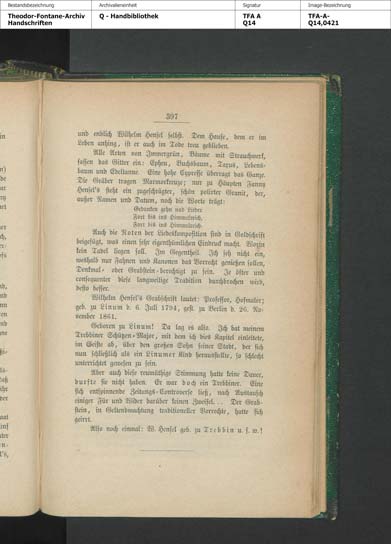 Bestandsbezeichnung
Archivalieneinheit
Signatur
Image-Bezeichnung
Theodor-Fontane-Archiv
Handschriften
Q - Handbibliothek
TFA A
Q14
TFA-A-
Q14,0421
397
und endlich Wilhelm Hensel selbst. Dem Hause, dem er im
Leben anhing, ist er auch im Tode treu geblieben.
Alle Arten von Immergrün, Bäume mit Strauchwerk,
fassen das Gitter ein: Epheu, Buchsbaum, Taxus, Lebens-
baum und Edeltanne. Eine hohe Cypresse überragt das Ganze.
Die Gräber tragen Marmorkreuze; nur zu Häupten Fanny
Hensel's steht ein zugeschrägter, schön polirter Granit, der,
außer Namen und Datum, noch die Worte trägt:
Gedanken gehn und Lieder
Fort bis ins Himmelreich,
Fort bis ins Himmelreich.
Auch die Noten der Liedeskomposition sind in Goldschrift
beigefügt, was einen sehr eigenthümlichen Eindruck macht. Worin
kein Tadel liegen soll. Im Gegentheil. Ich seh nicht ein,
weshalb nur Fahnen und Kanonen das Vorrecht genießen sollen,
Denkmal- oder Grabstein-berechtigt zu sein. Je öfter und
consequenter diese langweilige Tradition durchbrochen wird,
desto besser.
Wilhelm Hensel's Grabschrift lautet: Professor, Hofmaler;
geb. zu Linum d. 6. Juli 1794, gest. zu Berlin d. 26. No-
vember 1861.
Geboren zu Linum! Da lag es also. Ich bat meinem
Trebbiner Schützen-Major, mit dem ich dies Kapitel einleitete,
im Geiste ab, über den großen Sohn seiner Stadt, der sich
nun schließlich als ein Linumer Kind herausstellte, so schlecht
unterrichtet gewesen zu sein.
Aber auch diese reumüthige Stimmung hatte keine Dauer,
durfte sie nicht haben. Er war doch ein Trebbiner. Eine
sich entspinnende Zeitungs-Controverse ließ, nach Austausch
einiger Für und Wider darüber keinen Zweifel... Der Grab-
stein, in Geltendmachung traditioneller Vorrechte, hatte sich
geirrt.
Also noch einmal: W. Hensel geb. zu Trebbin u. s. w.!